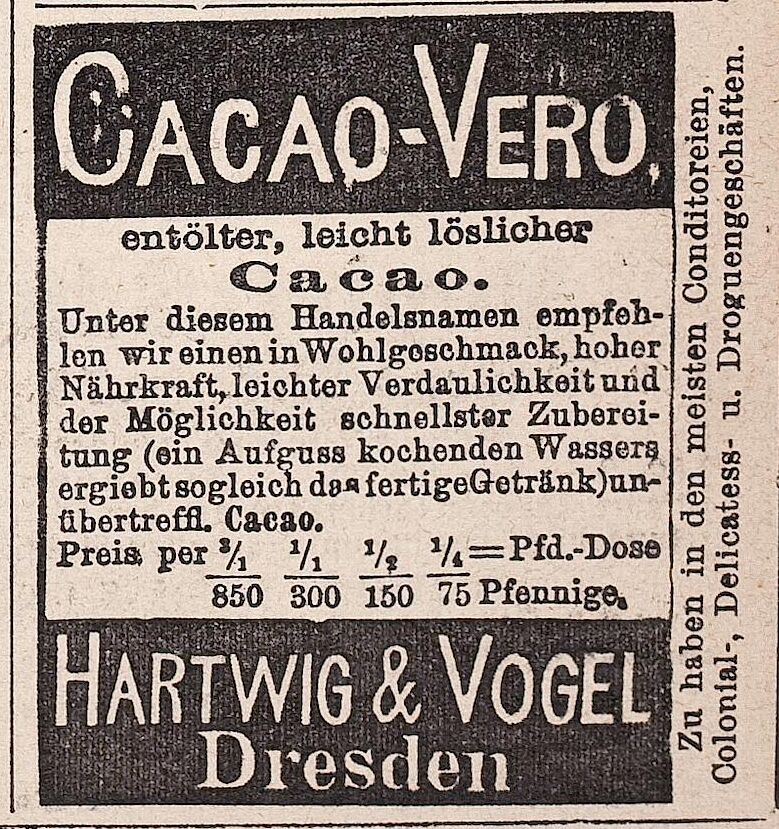 CACAO-VERO,
entölter, leicht löslicher
Cacao.
Unter diesem Handelsnamen empfeh-
len wir einen in Wohlgeschmack, hoher
Nährkraft, leichter Verdaulichkeit und
der Möglichkeit schnellster Zuberei-
tung (ein Aufguss kochenden Wassers
ergiebt sogleich das fertige Getränk) un-
übertreffl. Cacao.
Preis per 3/1 1/1 1/2 1/4 = Pfd.-Dose
850 300 150 75 Pfennige.
HARTWIG & VOGEL
Dresden
Zu haben in den meisten Conditoreien,
Colonial-, Delicatess- u. Droguengeschäften.